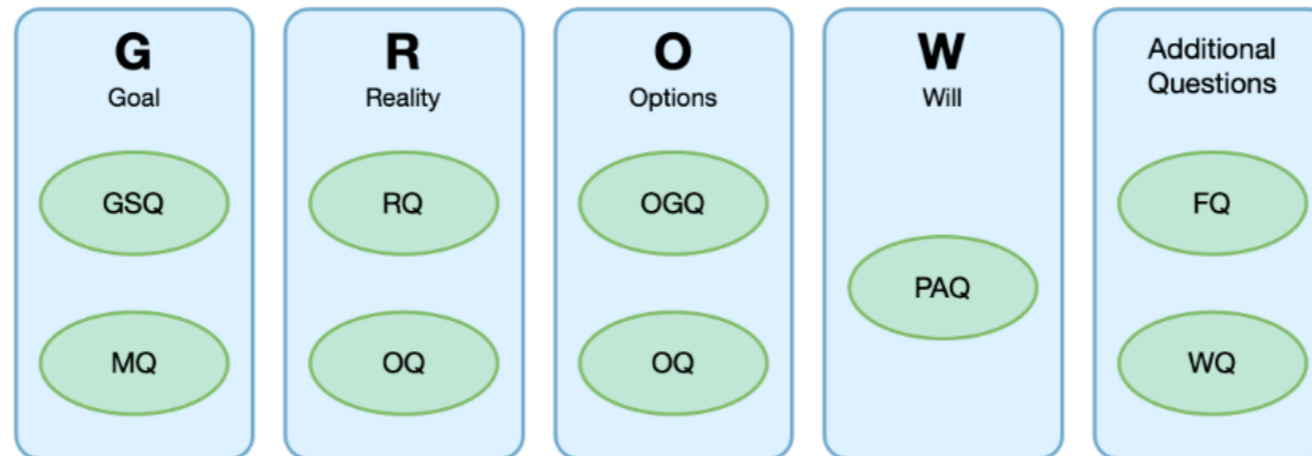 G
Goal
GSQ
MQ
R
Reality
RQ
OQ
O
Options
OGQ
OQ
W
Will
PAQ
Additional
Questions
FQ
WQ